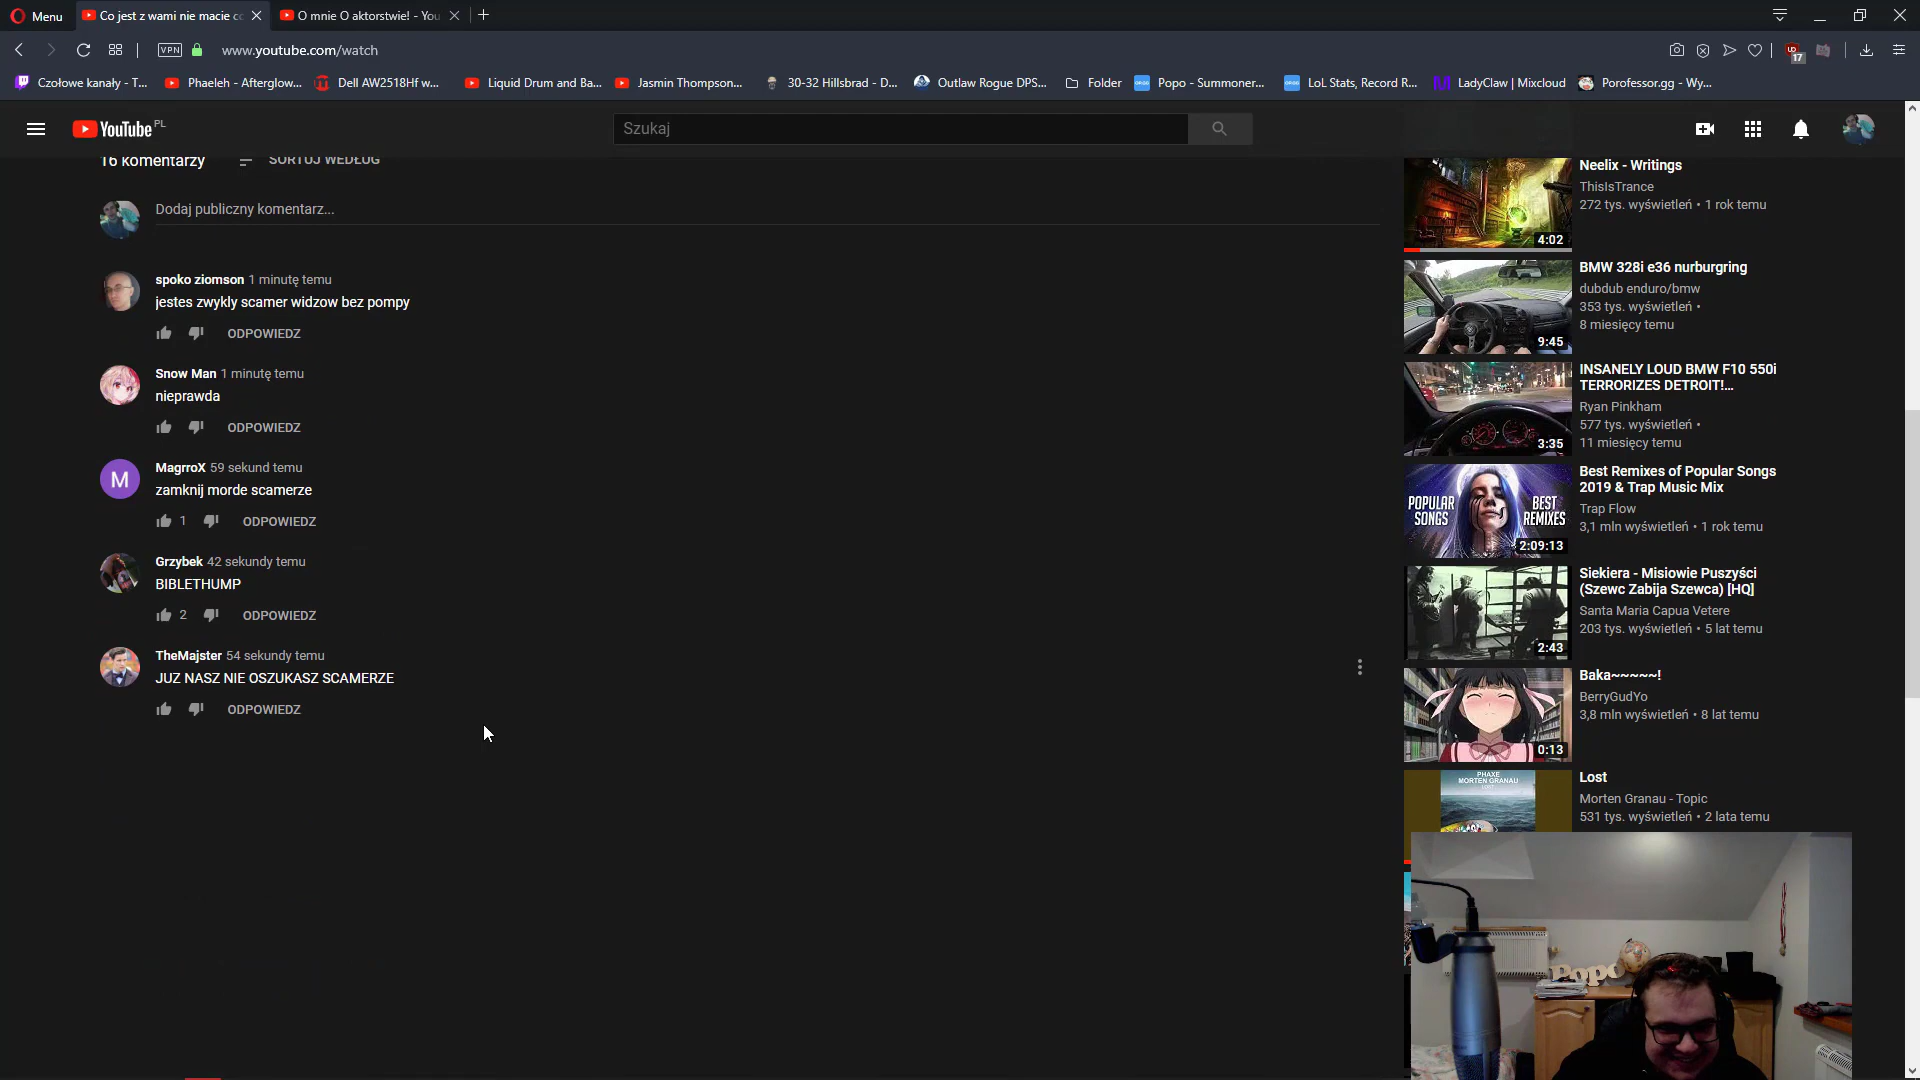 Menu
Co jest z wami nie macie co
O mnie O aktorstwie! - You
VPN
www.youtube.com/watch
17
Czołowe kanały - T...
Phaeleh - Afterglow...
Dell AW2518Hf w...
Liquid Drum and Ba...
Jasmin Thompson...
30-32 Hillsbrad - D...
Outlaw Rogue DPS...
Folder
Popo - Summoner...
LoL Stats, Record R...
LadyClaw | Mixcloud
Porofessor.gg - Wy...
YouTube PL
Szukaj
16 komentarzy
SORTUJ WEDŁUG
Dodaj publiczny komentarz...
spoko ziomson 1 minutę temu
jestes zwykly scamer widzow bez pompy
ODPOWIEDZ
Snow Man 1 minutę temu
nieprawda
ODPOWIEDZ
M
MagrroX 59 sekund temu
zamknij morde scamerze
1 ODPOWIEDZ
Grzybek 42 sekundy temu
BIBLETHUMP
2 ODPOWIEDZ
TheMajster 54 sekundy temu
JUZ NASZ NIE OSZUKASZ SCAMERZE
ODPOWIEDZ
4:02
Neelix - Writings
ThisIsTrance
272 tys. wyświetleń • 1 rok temu
9:45
BMW 328i e36 nurburgring
dubdub enduro/bmw
353 tys. wyświetleń •
8 miesięcy temu
3:35
INSANELY LOUD BMW F10 550i
TERRORIZES DETROIT!...
Ryan Pinkham
577 tys. wyświetleń •
11 miesięcy temu
POPULAR
SONGS
BEST
REMIXES
2:09:13
Best Remixes of Popular Songs
2019 & Trap Music Mix
Trap Flow
3,1 mln wyświetleń • 1 rok temu
2:43
Siekiera - Misiowie Puszyści
(Szewc Zabija Szewca) [HQ]
Santa Maria Capua Vetere
203 tys. wyświetleń • 5 lat temu
0:13
Baka~~~~~!
BerryGudYo
3,8 mln wyświetleń • 8 lat temu
PHAXE
MORTEN GRANAU
LOST
Lost
Morten Granau - Topic
531 tys. wyświetleń • 2 lata temu
Popo